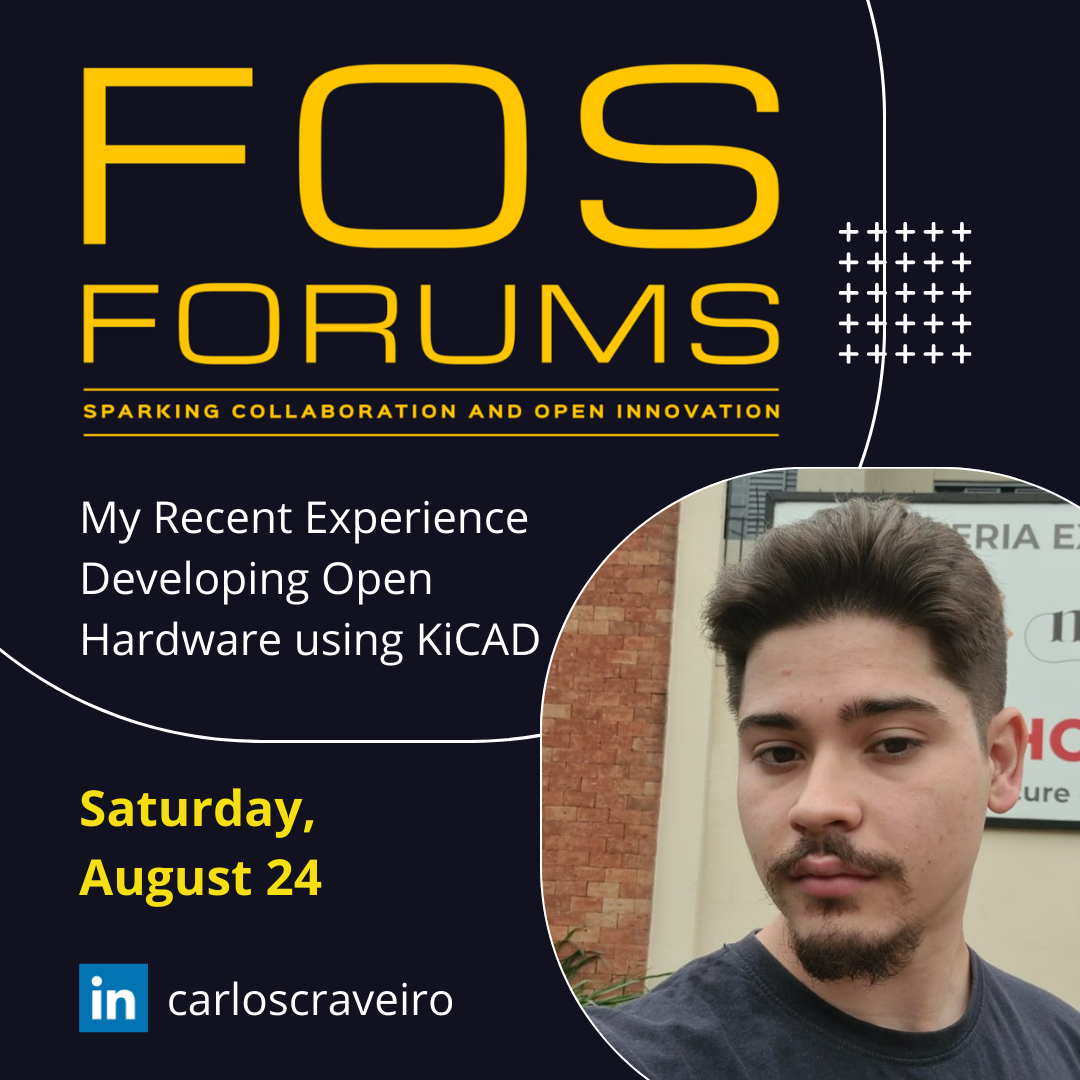 FOS
FORUMS
SPARKING COLLABORATION AND OPEN INNOVATION
My Recent Experience
Developing Open
Hardware using KiCAD
Saturday,
August 24
in carloscraveiro